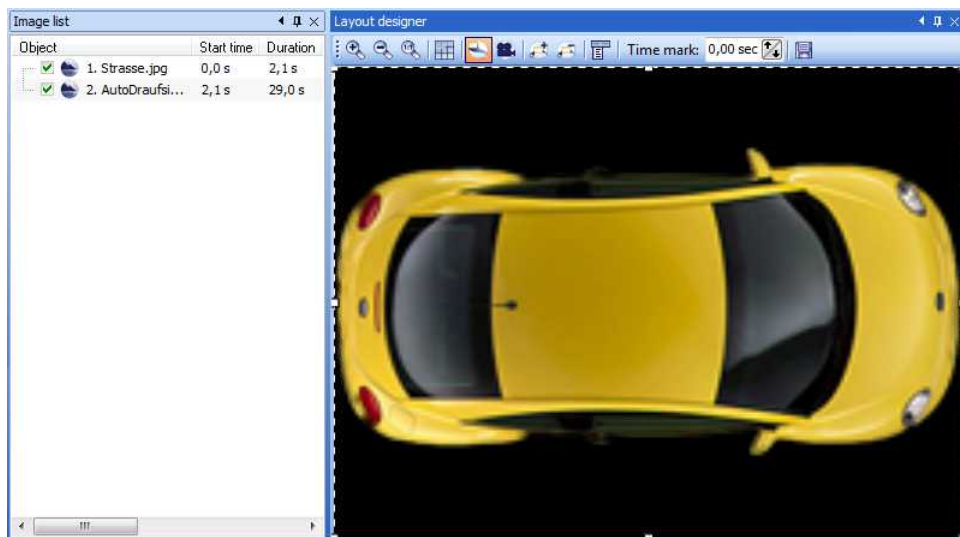 Image list
Object Start time Duration
1. Strasse.jpg 0,0 s 2,1 s
2. AutoDraufsi... 2,1 s 29,0 s
Layout designer
Time mark: 0,00 sec